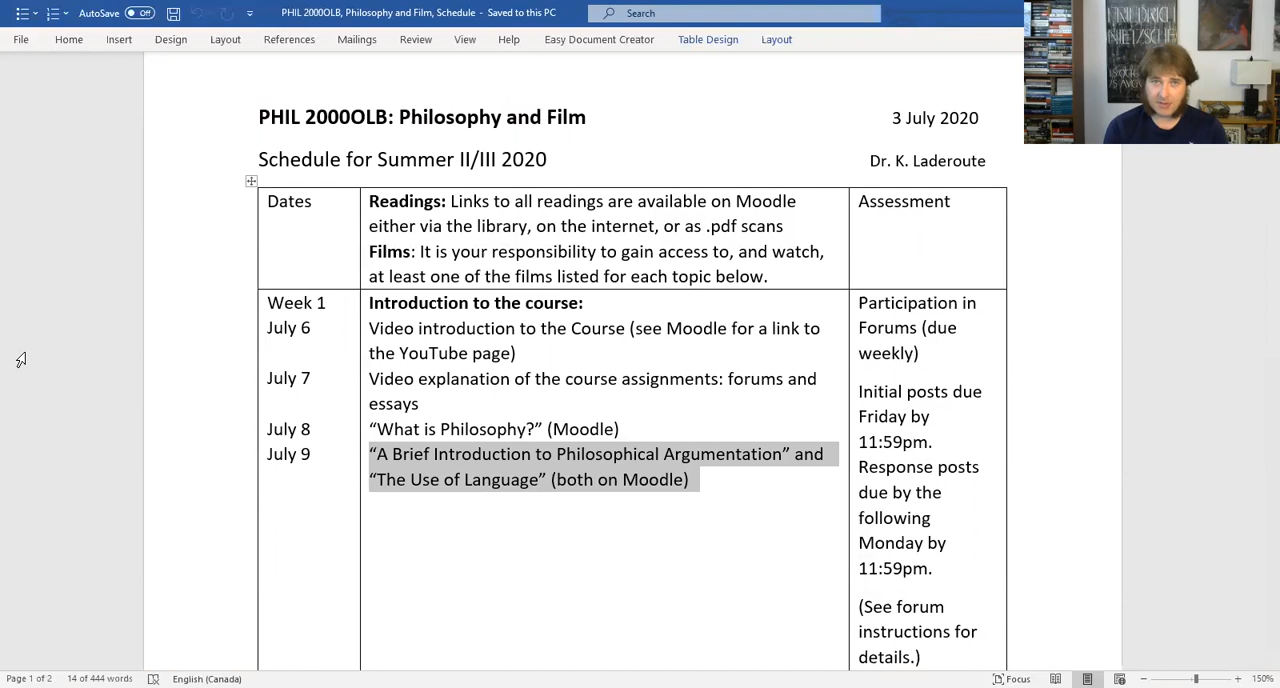 AutoSave Off
PHIL 2000OLB, Philosophy and Film, Schedule - Saved to this PC
Search
File Home Insert Design Layout References Mailings Review View Help Easy Document Creator Table Design Layout
PHIL 2000OLB: Philosophy and Film
3 July 2020
Schedule for Summer II/III 2020
Dr. K. Laderoute
Dates
Readings: Links to all readings are available on Moodle
either via the library, on the internet, or as .pdf scans
Films: It is your responsibility to gain access to, and watch,
at least one of the films listed for each topic below.
Assessment
Week 1
Introduction to the course:
July 6
Video introduction to the Course (see Moodle for a link to
the YouTube page)
July 7
Video explanation of the course assignments: forums and
essays
July 8
“What is Philosophy?” (Moodle)
July 9
“A Brief Introduction to Philosophical Argumentation” and
“The Use of Language” (both on Moodle)
Participation in
Forums (due
weekly)
Initial posts due
Friday by
11:59pm.
Response posts
due by the
following
Monday by
11:59pm.
(See forum
instructions for
details.)
FRIEDRICH
NIETZSCHE
Page 1 of 2 14 of 444 words English (Canada)
Focus
150%